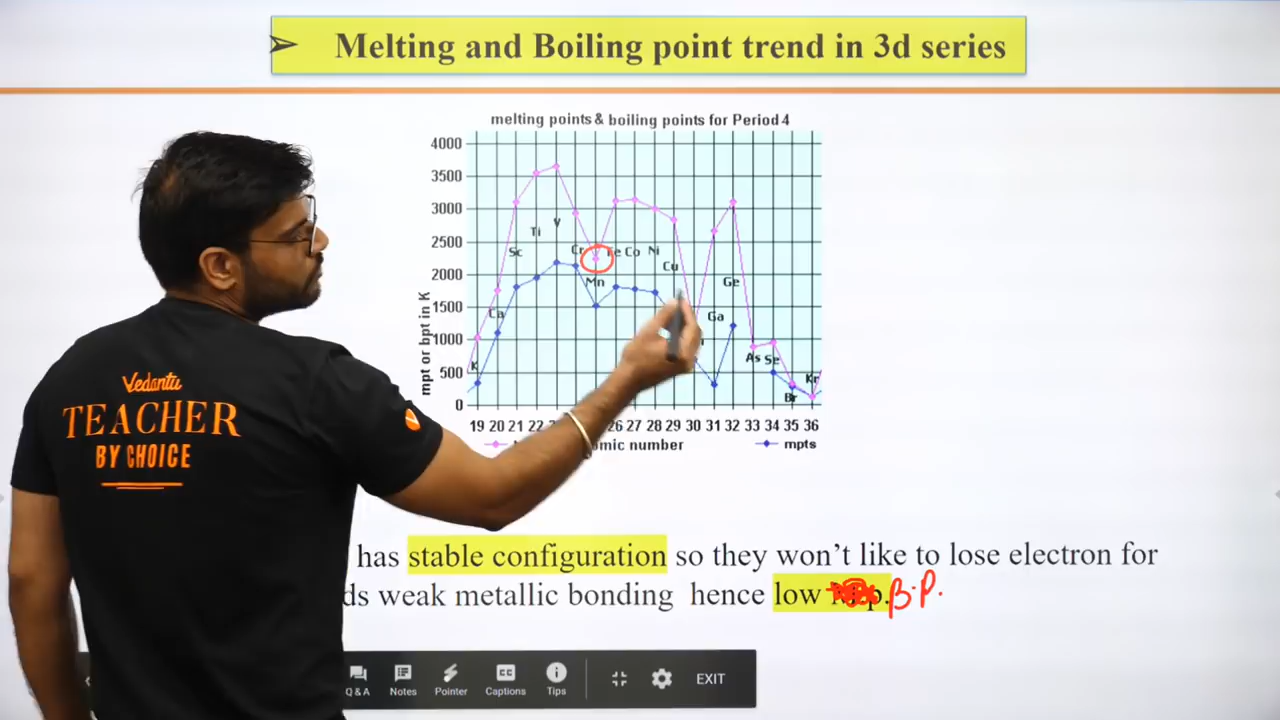 ➢ Melting and Boiling point trend in 3d series
melting points & boiling points for Period 4
4000
3500
3000
2500
2000
1500
1000
500
0
mpt or bpt in K
K
Ca
Sc
Ti
V
Cr
Mn
Fe
Co
Ni
Cu
Ga
Ge
As
Se
Br
Kr
19 20 21 22 26 27 28 29 30 31 32 33 34 35 36
omic number
mpts
Vedantu
TEACHER
BY CHOICE
has stable configuration so they won't like to lose electron for
ds weak metallic bonding hence low p. B.P.
Q & A Notes Pointer Captions Tips EXIT